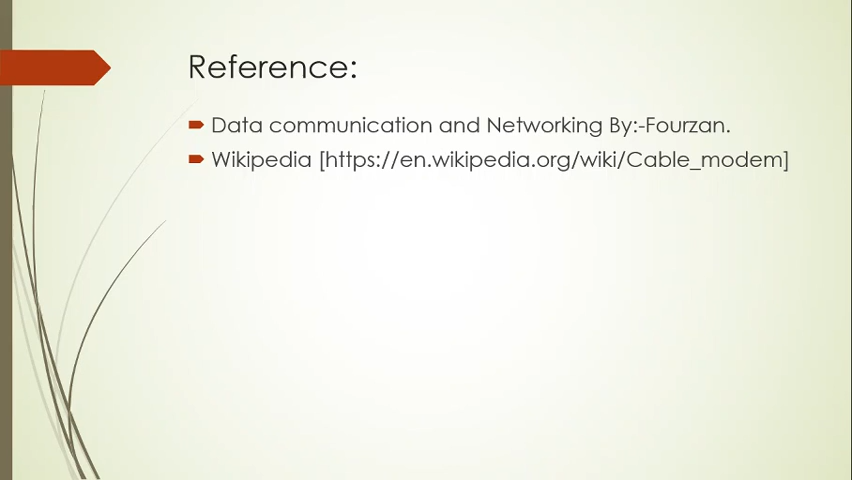 Reference:
Data communication and Networking By:-Fourzan.
Wikipedia [https://en.wikipedia.org/wiki/Cable_modem]